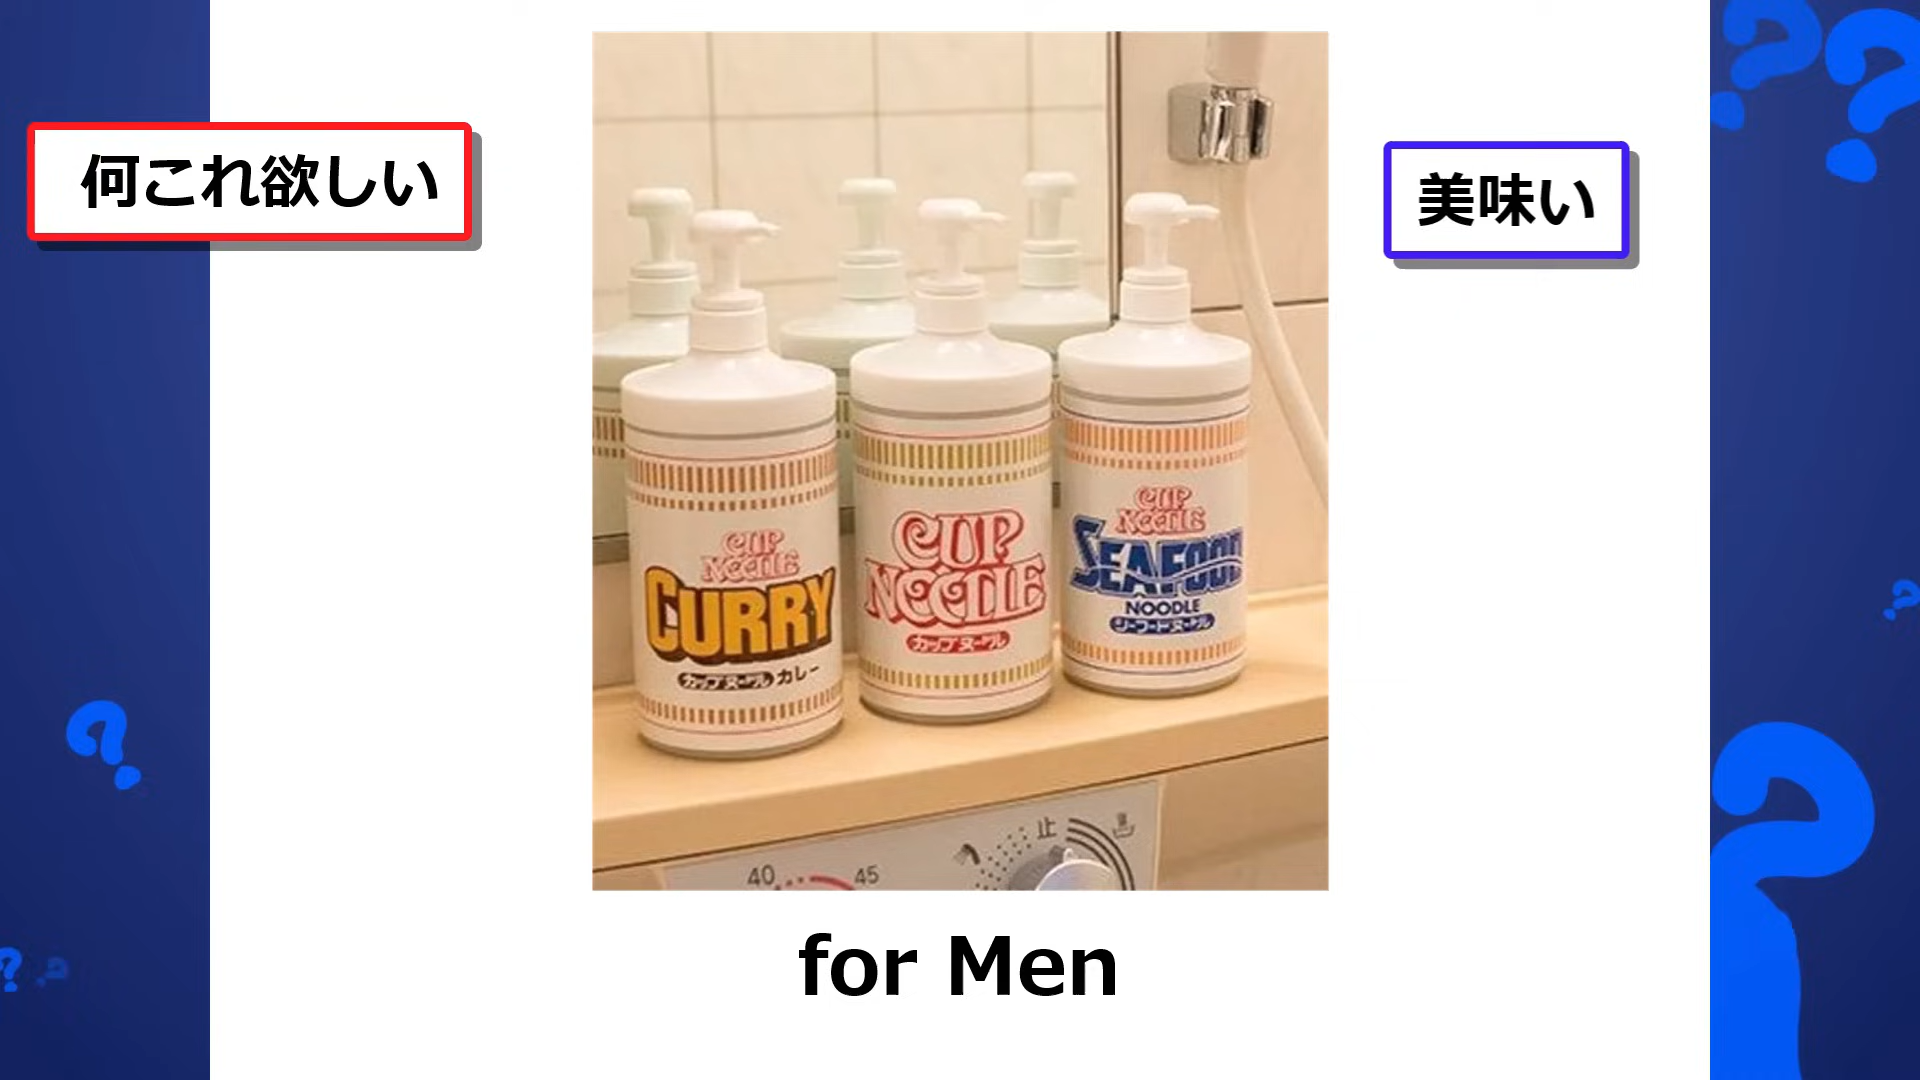 何これ欲しい
美味い
CUP
NOODLE
CURRY
カップヌードル カレー
CUP
NOODLE
カップヌードル
CUP
NOODLE
SEAFOOD
NOODLE
シーフードヌードル
止
40 45
for Men